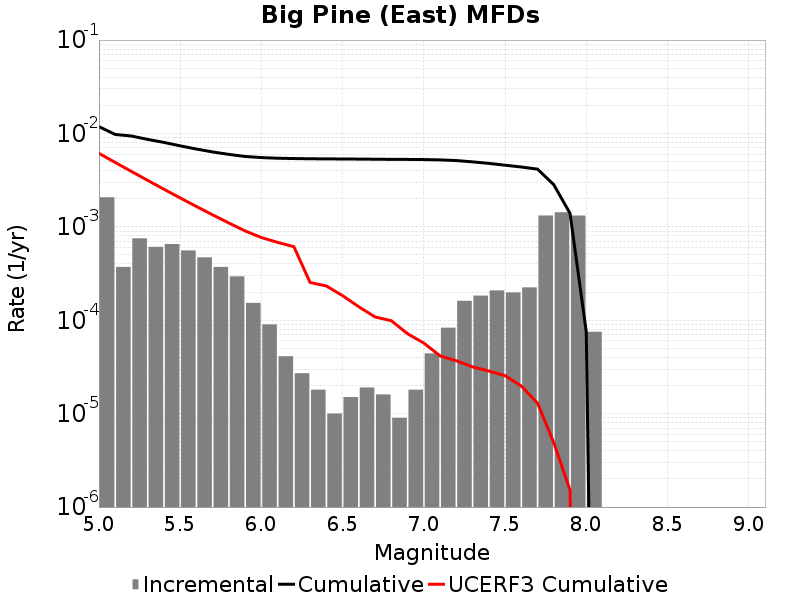 Big Pine (East) MFDs
10-1
10-2
10-3
10-4
10-5
10-6
Rate (1/yr)
5.0 5.5 6.0 6.5 7.0 7.5 8.0 8.5 9.0
Magnitude
Incremental Cumulative UCERF3 Cumulative